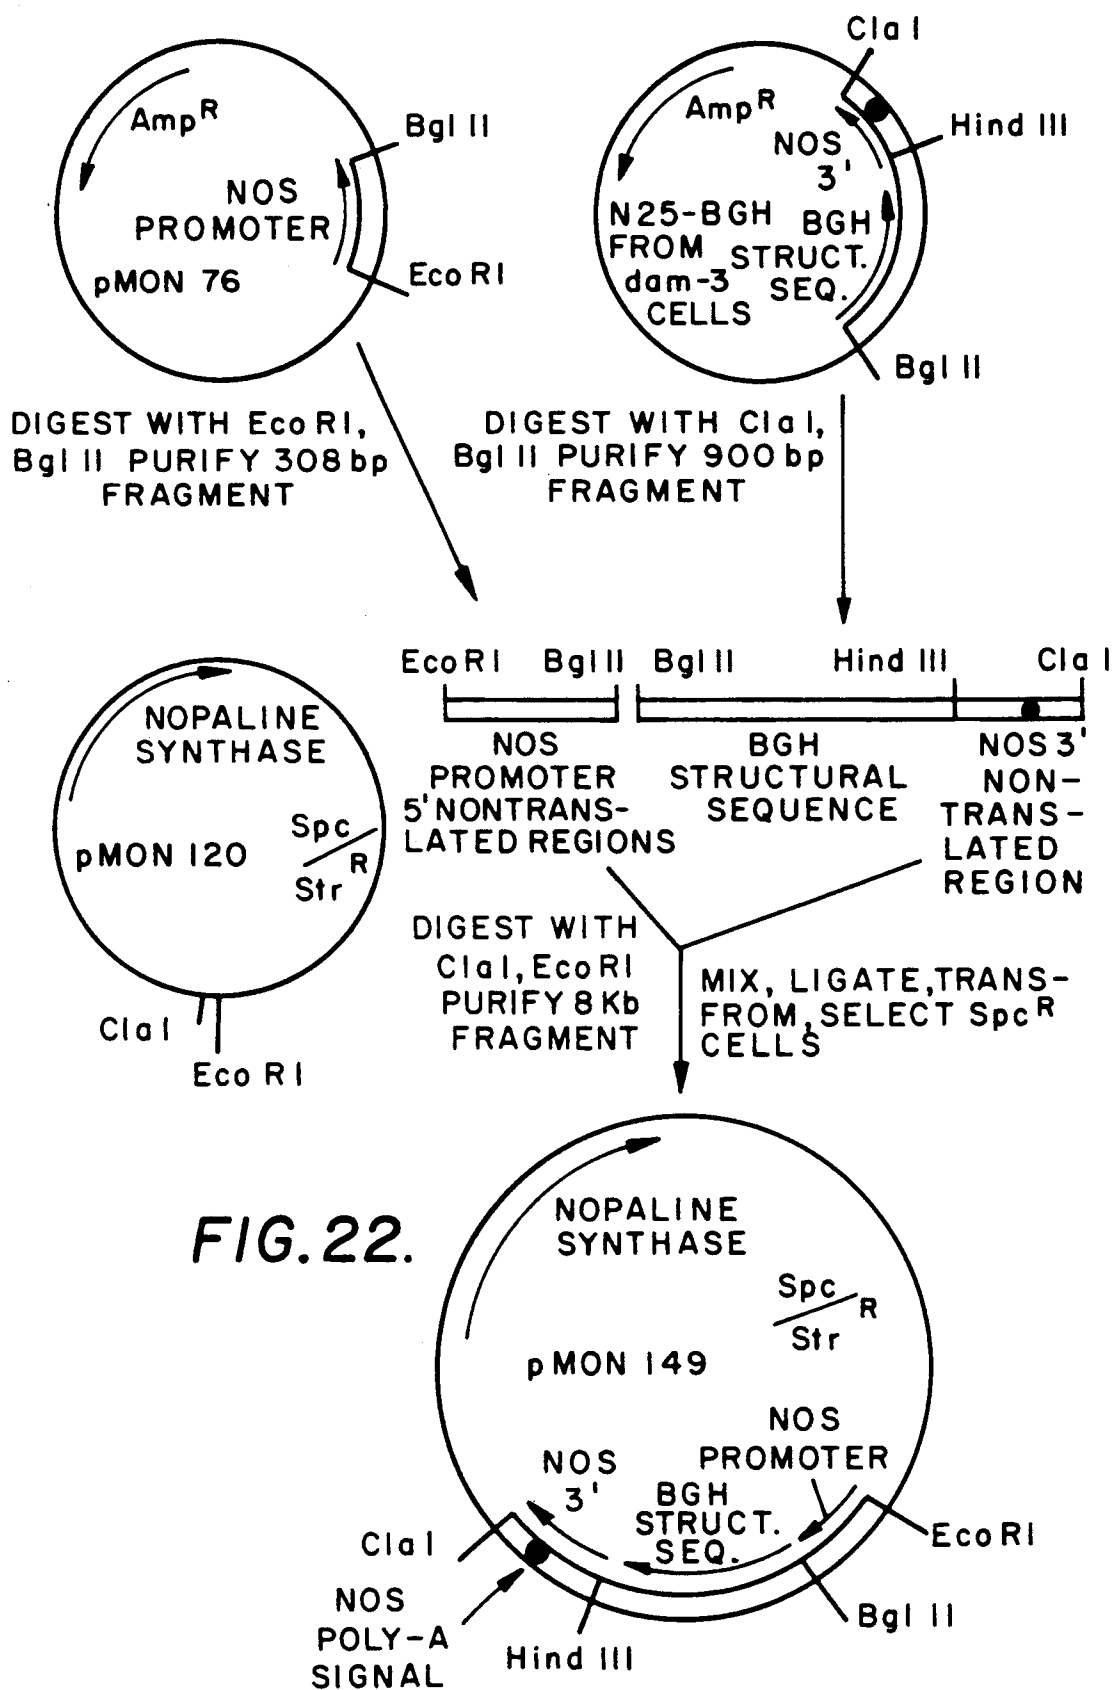 Amp R
Bgl II
NOS
PROMOTER
pMON 76
Eco RI
Cla I
Amp R
Hind III
NOS
3'
N25-BGH
FROM
dam-3
CELLS
BGH
STRUCT.
SEQ.
Bgl II
DIGEST WITH Eco RI,
Bgl II PURIFY 308 bp
FRAGMENT
DIGEST WITH Cla I,
Bgl II PURIFY 900 bp
FRAGMENT
Eco RI
Bgl II
Bgl II
Hind III
Cla I
NOS
PROMOTER
5' NONTRANS-
LATED REGIONS
BGH
STRUCTURAL
SEQUENCE
NOS 3'
NON-
TRANS-
LATED
REGION
NOPALINE
SYNTHASE
pMON 120
Spc
Str
R
Cla I
Eco RI
DIGEST WITH
Cla I, Eco RI
PURIFY 8 Kb
FRAGMENT
MIX, LIGATE, TRANS-
FROM, SELECT Spc R
CELLS
FIG. 22.
NOPALINE
SYNTHASE
Spc
Str
R
pMON 149
NOS
PROMOTER
NOS
3'
BGH
STRUCT.
SEQ.
Cla I
Eco RI
NOS
POLY-A
SIGNAL
Hind III
Bgl II